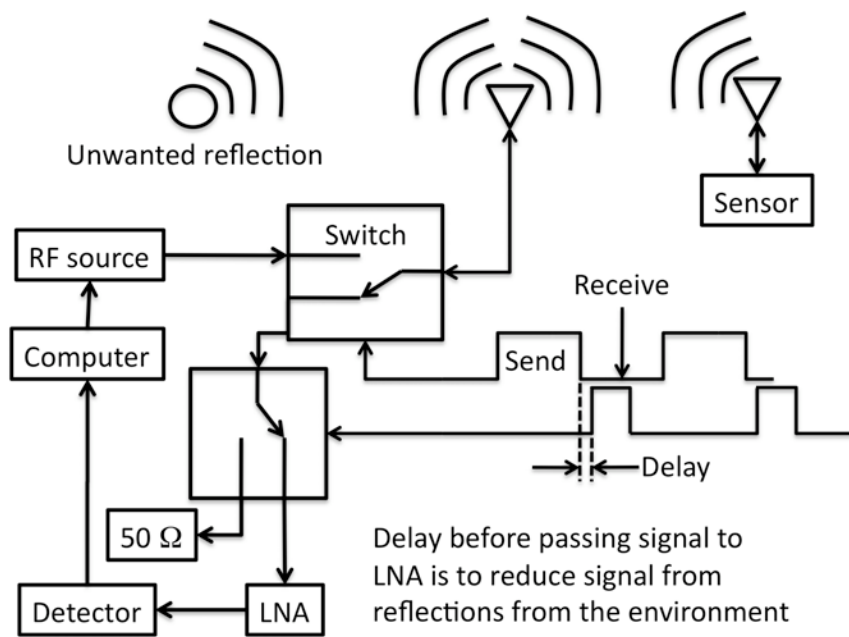 Unwanted reflection
Sensor
Switch
RF source
Receive
Computer
Send
Delay
50 Ω
Delay before passing signal to
LNA is to reduce signal from
reflections from the environment
Detector
LNA